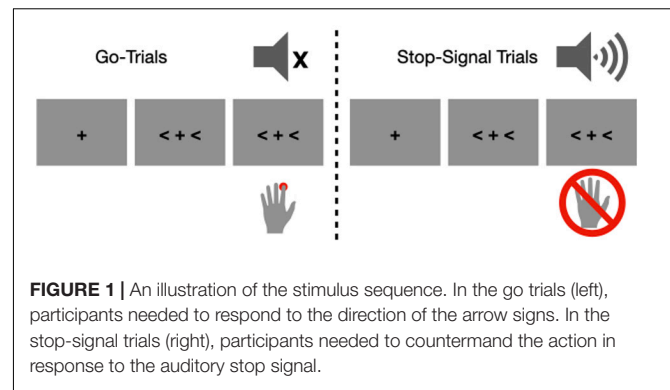 Go-Trials x Stop-Signal Trials
+ < + < < + < + < + < < + <
FIGURE 1 | An illustration of the stimulus sequence. In the go trials (left),
participants needed to respond to the direction of the arrow signs. In the
stop-signal trials (right), participants needed to countermand the action in
response to the auditory stop signal.